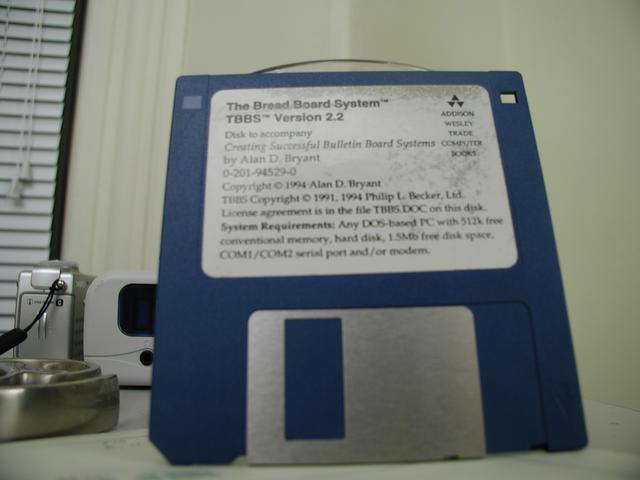 The Bread Board System™
TBBS™ Version 2.2
Disk to accompany
Creating Successful Bulletin Board Systems
by Alan D. Bryant
0-201-94529-0
Copyright © 1994 Alan D. Bryant
TBBS Copyright © 1991, 1994 Philip L. Becker, Ltd.
License agreement is in the file TBBS.DOC on this disk.
System Requirements: Any DOS-based PC with 512k free
conventional memory, hard disk, 1.5Mb free disk space,
COM1/COM2 serial port and/or modem.
ADDISON
WESLEY
TRADE
COMPUTER
BOOKS